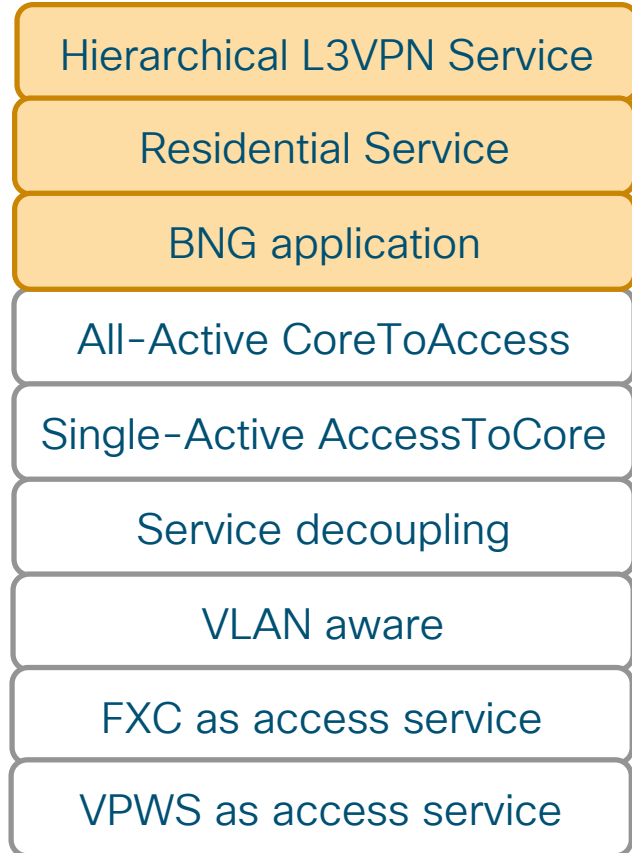 Hierarchical L3VPN Service
Residential Service
BNG application
All-Active CoreToAccess
Single-Active AccessToCore
Service decoupling
VLAN aware
FXC as access service
VPWS as access service